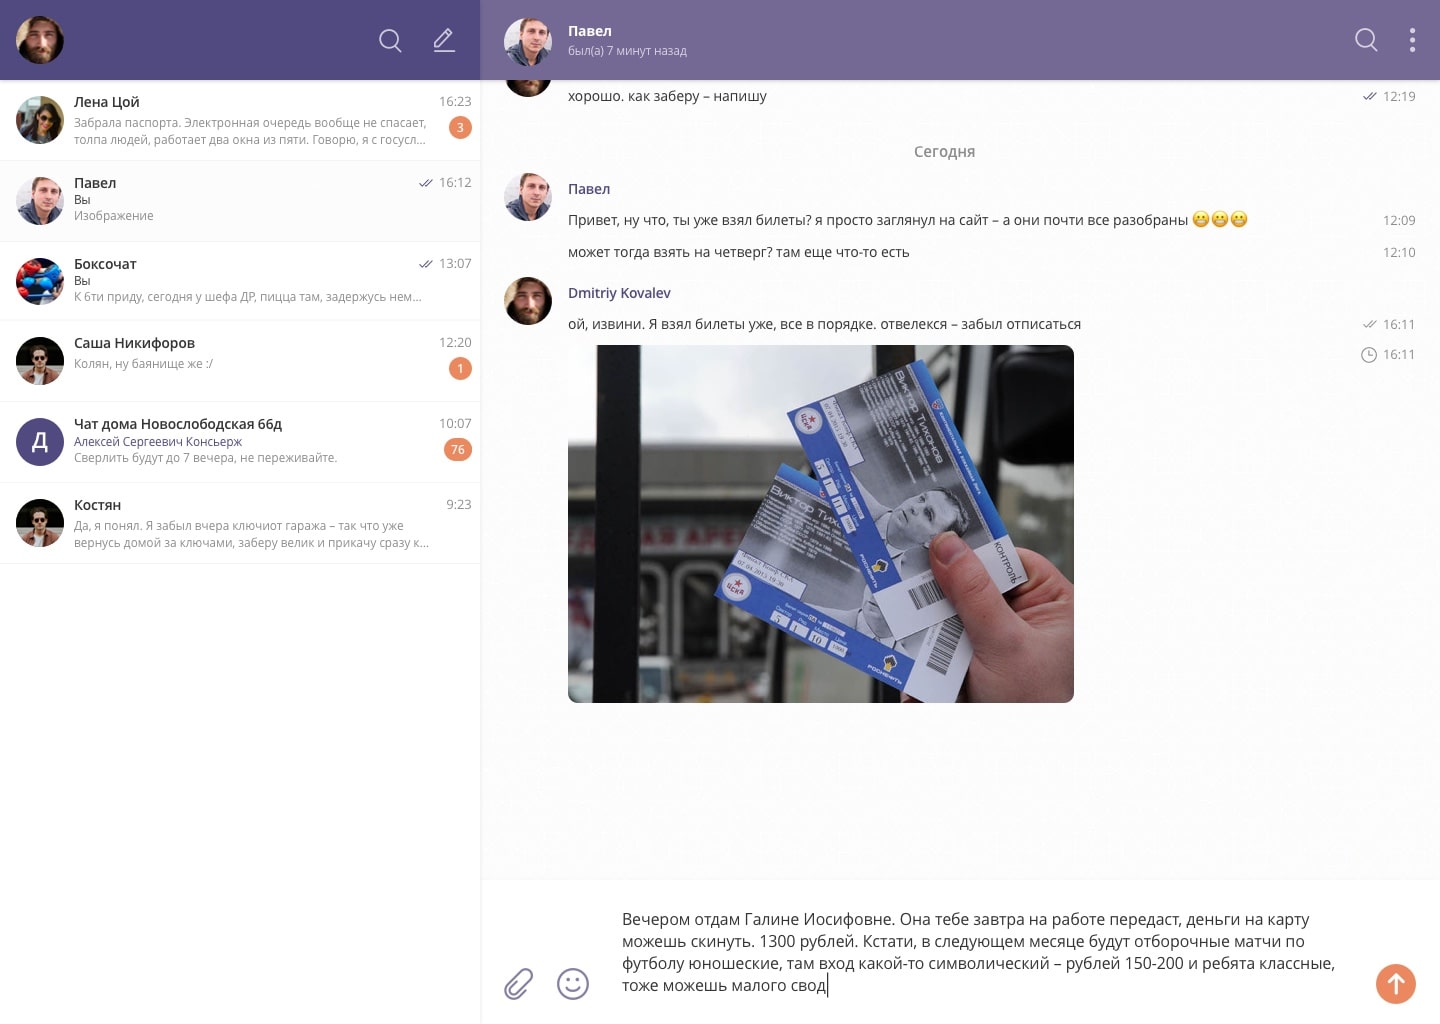 Павел
был(а) 7 минут назад
Лена Цой
16:23
Забрала паспорта. Электронная очередь вообще не спасает,
толпа людей, работает два окна из пяти. Говорю, я с госусл...
3
Павел
16:12
Вы
Изображение
Боксочат
13:07
Вы
К 6ти приду, сегодня у шефа ДР, пицца там, задержусь нем...
Саша Никифоров
12:20
Колян, ну баянище же :/
1
Чат дома Новослободская 66д
10:07
Д
Алексей Сергеевич Консьерж
Сверлить будут до 7 вечера, не переживайте.
76
Костян
9:23
Да, я понял. Я забыл вчера ключиот гаража – так что уже
вернусь домой за ключами, заберу велик и прикачу сразу к...
хорошо. как заберу – напишу
12:19
Сегодня
Павел
Привет, ну что, ты уже взял билеты? я просто заглянул на сайт – а они почти все разобраны 😬😬😬
12:09
может тогда взять на четверг? там еще что-то есть
12:10
Dmitriy Kovalev
ой, извини. Я взял билеты уже, все в порядке. отвелекся – забыл отписаться
16:11
16:11
Виктор Тихонов
ЦСКА
КОНТРОЛЬ
РОСНЕФТЬ
Виктор Тих
ЦСКА
РОСНЕФТЬ
Вечером отдам Галине Иосифовне. Она тебе завтра на работе передаст, деньги на карту
можешь скинуть. 1300 рублей. Кстати, в следующем месяце будут отборочные матчи по
футболу юношеские, там вход какой-то символический – рублей 150-200 и ребята классные,
тоже можешь малого свод